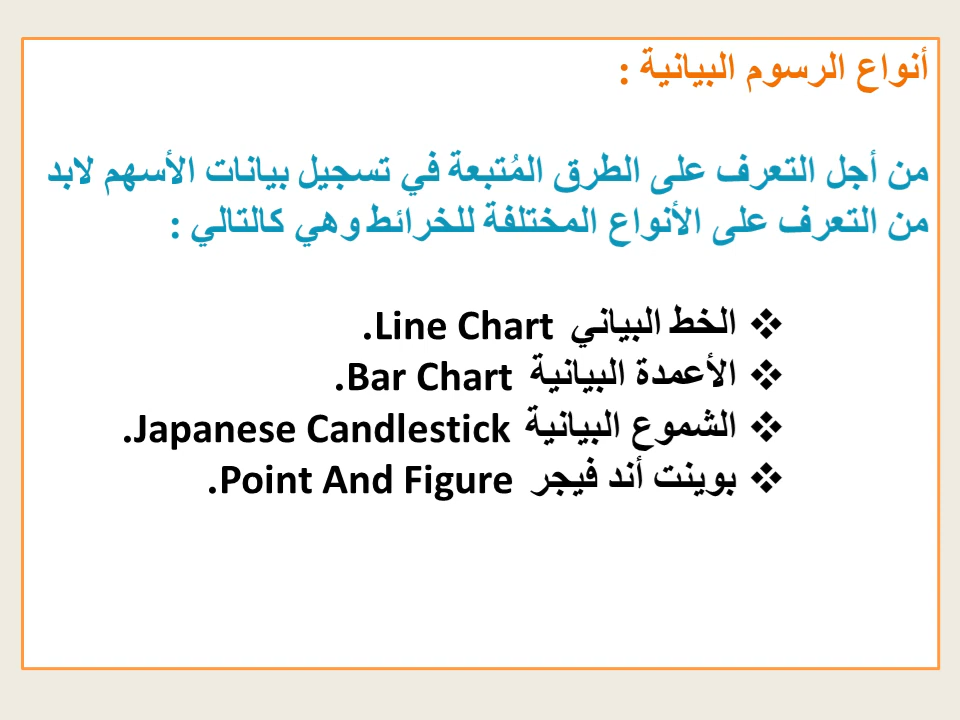 أنواع الرسوم البيانية :
من أجل التعرف على الطرق المُتبعة في تسجيل بيانات الأسهم لابد
من التعرف على الأنواع المختلفة للخرائط وهي كالتالي :
❖ الخط البياني Line Chart.
❖ الأعمدة البيانية Bar Chart.
❖ الشموع البيانية Japanese Candlestick.
❖ بوينت أند فيجر Point And Figure.